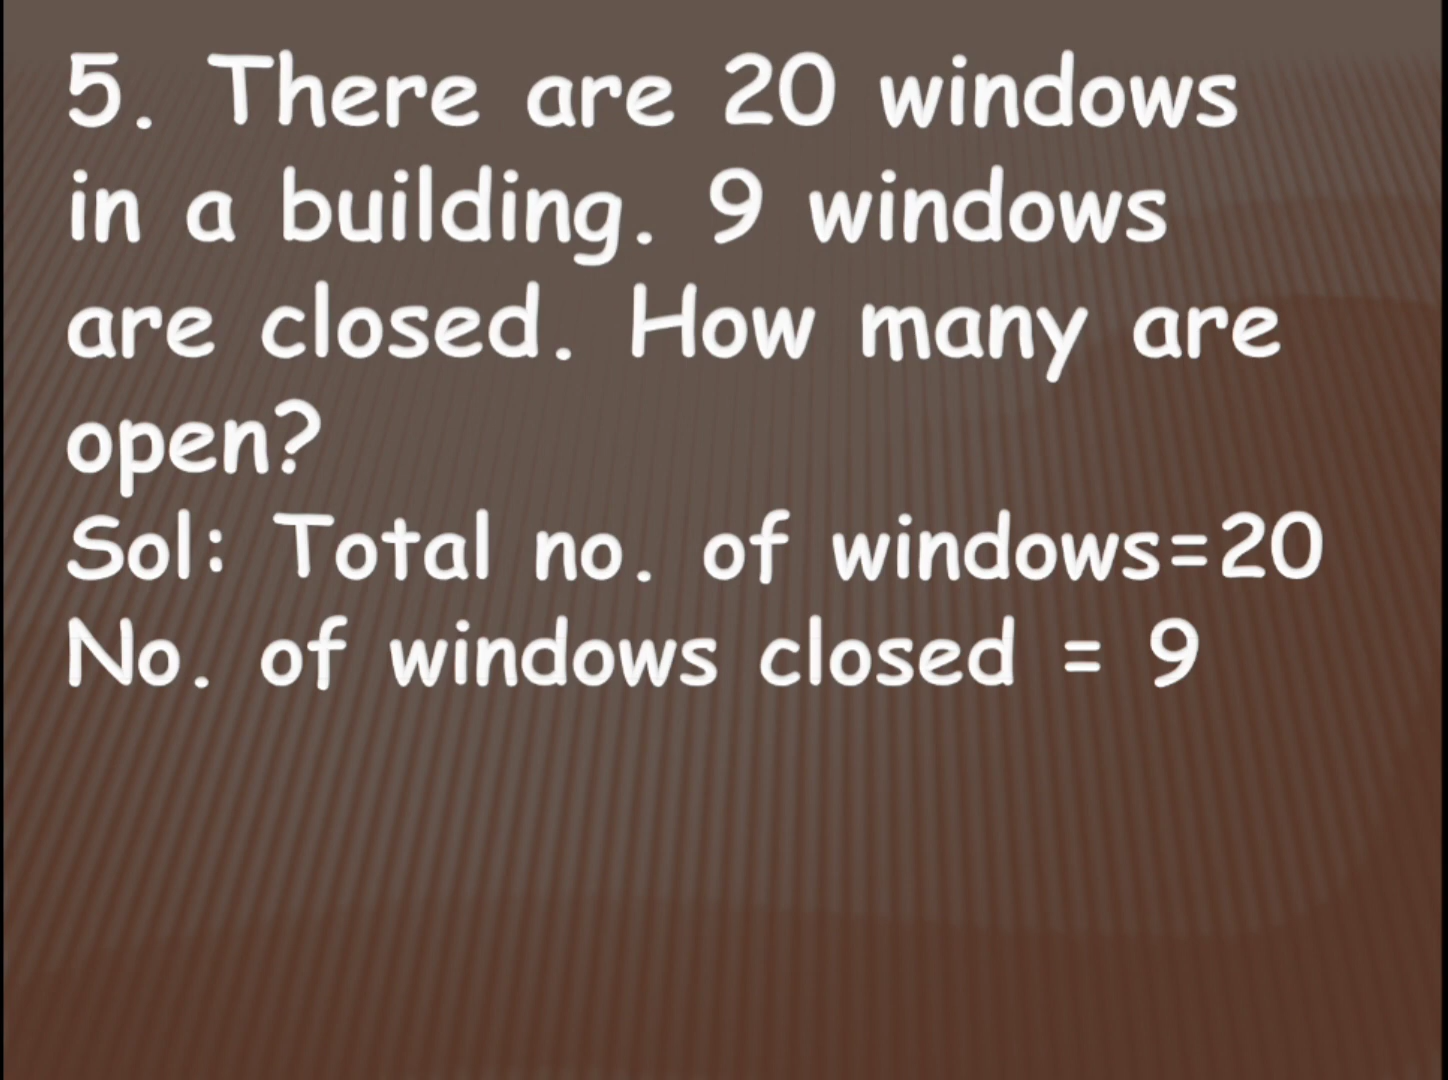 5. There are 20 windows
in a building. 9 windows
are closed. How many are
open?
Sol: Total no. of windows=20
No. of windows closed = 9